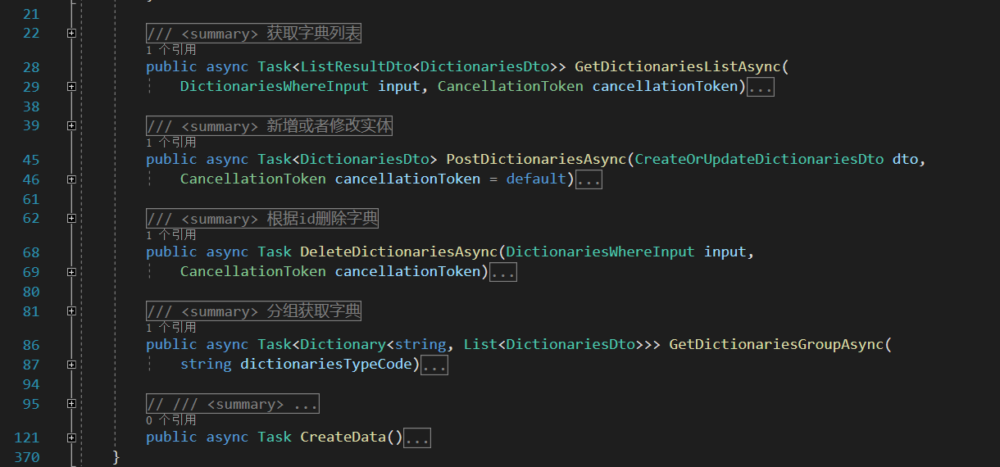 21
22 /// <summary> 获取字典列表
1 个引用
28 public async Task<ListResultDto<DictionariesDto>> GetDictionariesListAsync(
29 DictionariesWhereInput input, CancellationToken cancellationToken)...
38
39 /// <summary> 新增或者修改实体
1 个引用
45 public async Task<DictionariesDto> PostDictionariesAsync(CreateOrUpdateDictionariesDto dto,
46 CancellationToken cancellationToken = default)...
61
62 /// <summary> 根据id删除字典
1 个引用
68 public async Task DeleteDictionariesAsync(DictionariesWhereInput input,
69 CancellationToken cancellationToken)...
80
81 /// <summary> 分组获取字典
1 个引用
86 public async Task<Dictionary<string, List<DictionariesDto>>> GetDictionariesGroupAsync(
87 string dictionariesTypeCode)...
94
95 // /// <summary> ...
0 个引用
121 public async Task CreateData()...
370 }